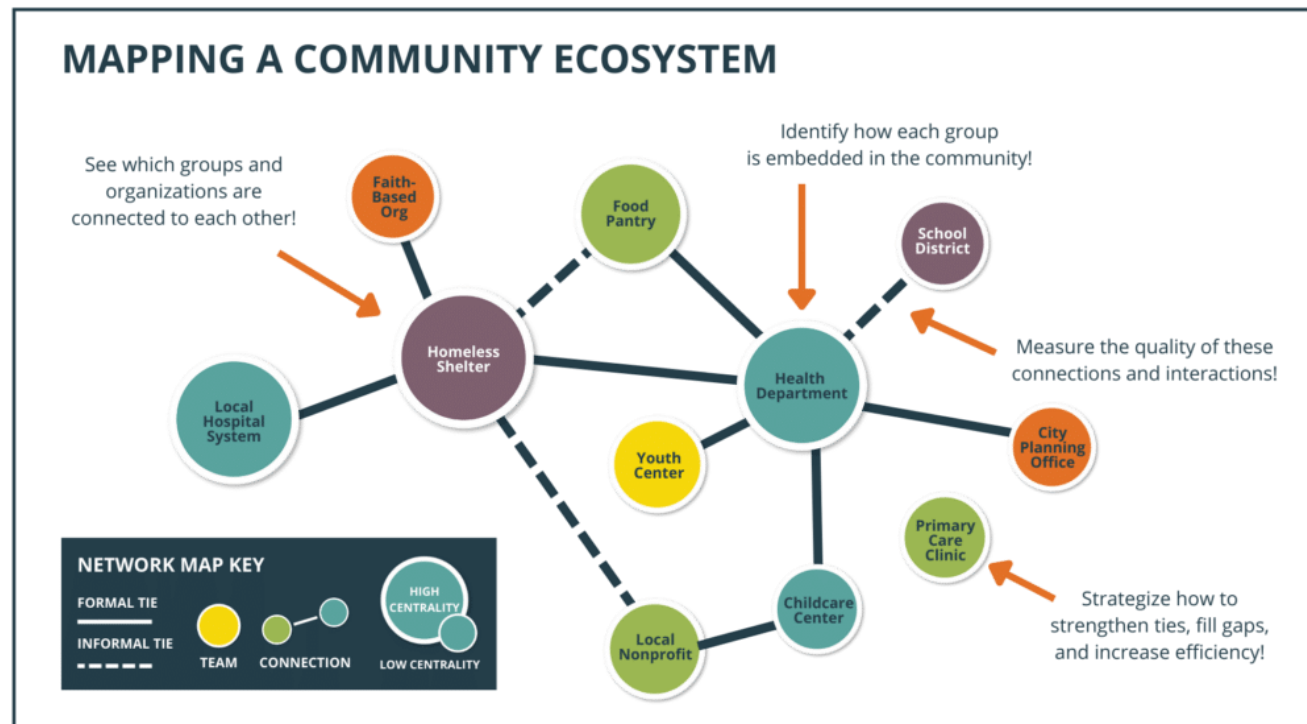 MAPPING A COMMUNITY ECOSYSTEM
See which groups and
organizations are
connected to each other!
Faith-
Based
Org
Food
Pantry
Identify how each group
is embedded in the community!
School
District
Homeless
Shelter
Local
Hospital
System
Health
Department
Measure the quality of these
connections and interactions!
Youth
Center
City
Planning
Office
Primary
Care
Clinic
Childcare
Center
Local
Nonprofit
Strategize how to
strengthen ties, fill gaps,
and increase efficiency!
NETWORK MAP KEY
FORMAL TIE
INFORMAL TIE
TEAM
CONNECTION
HIGH
CENTRALITY
LOW CENTRALITY